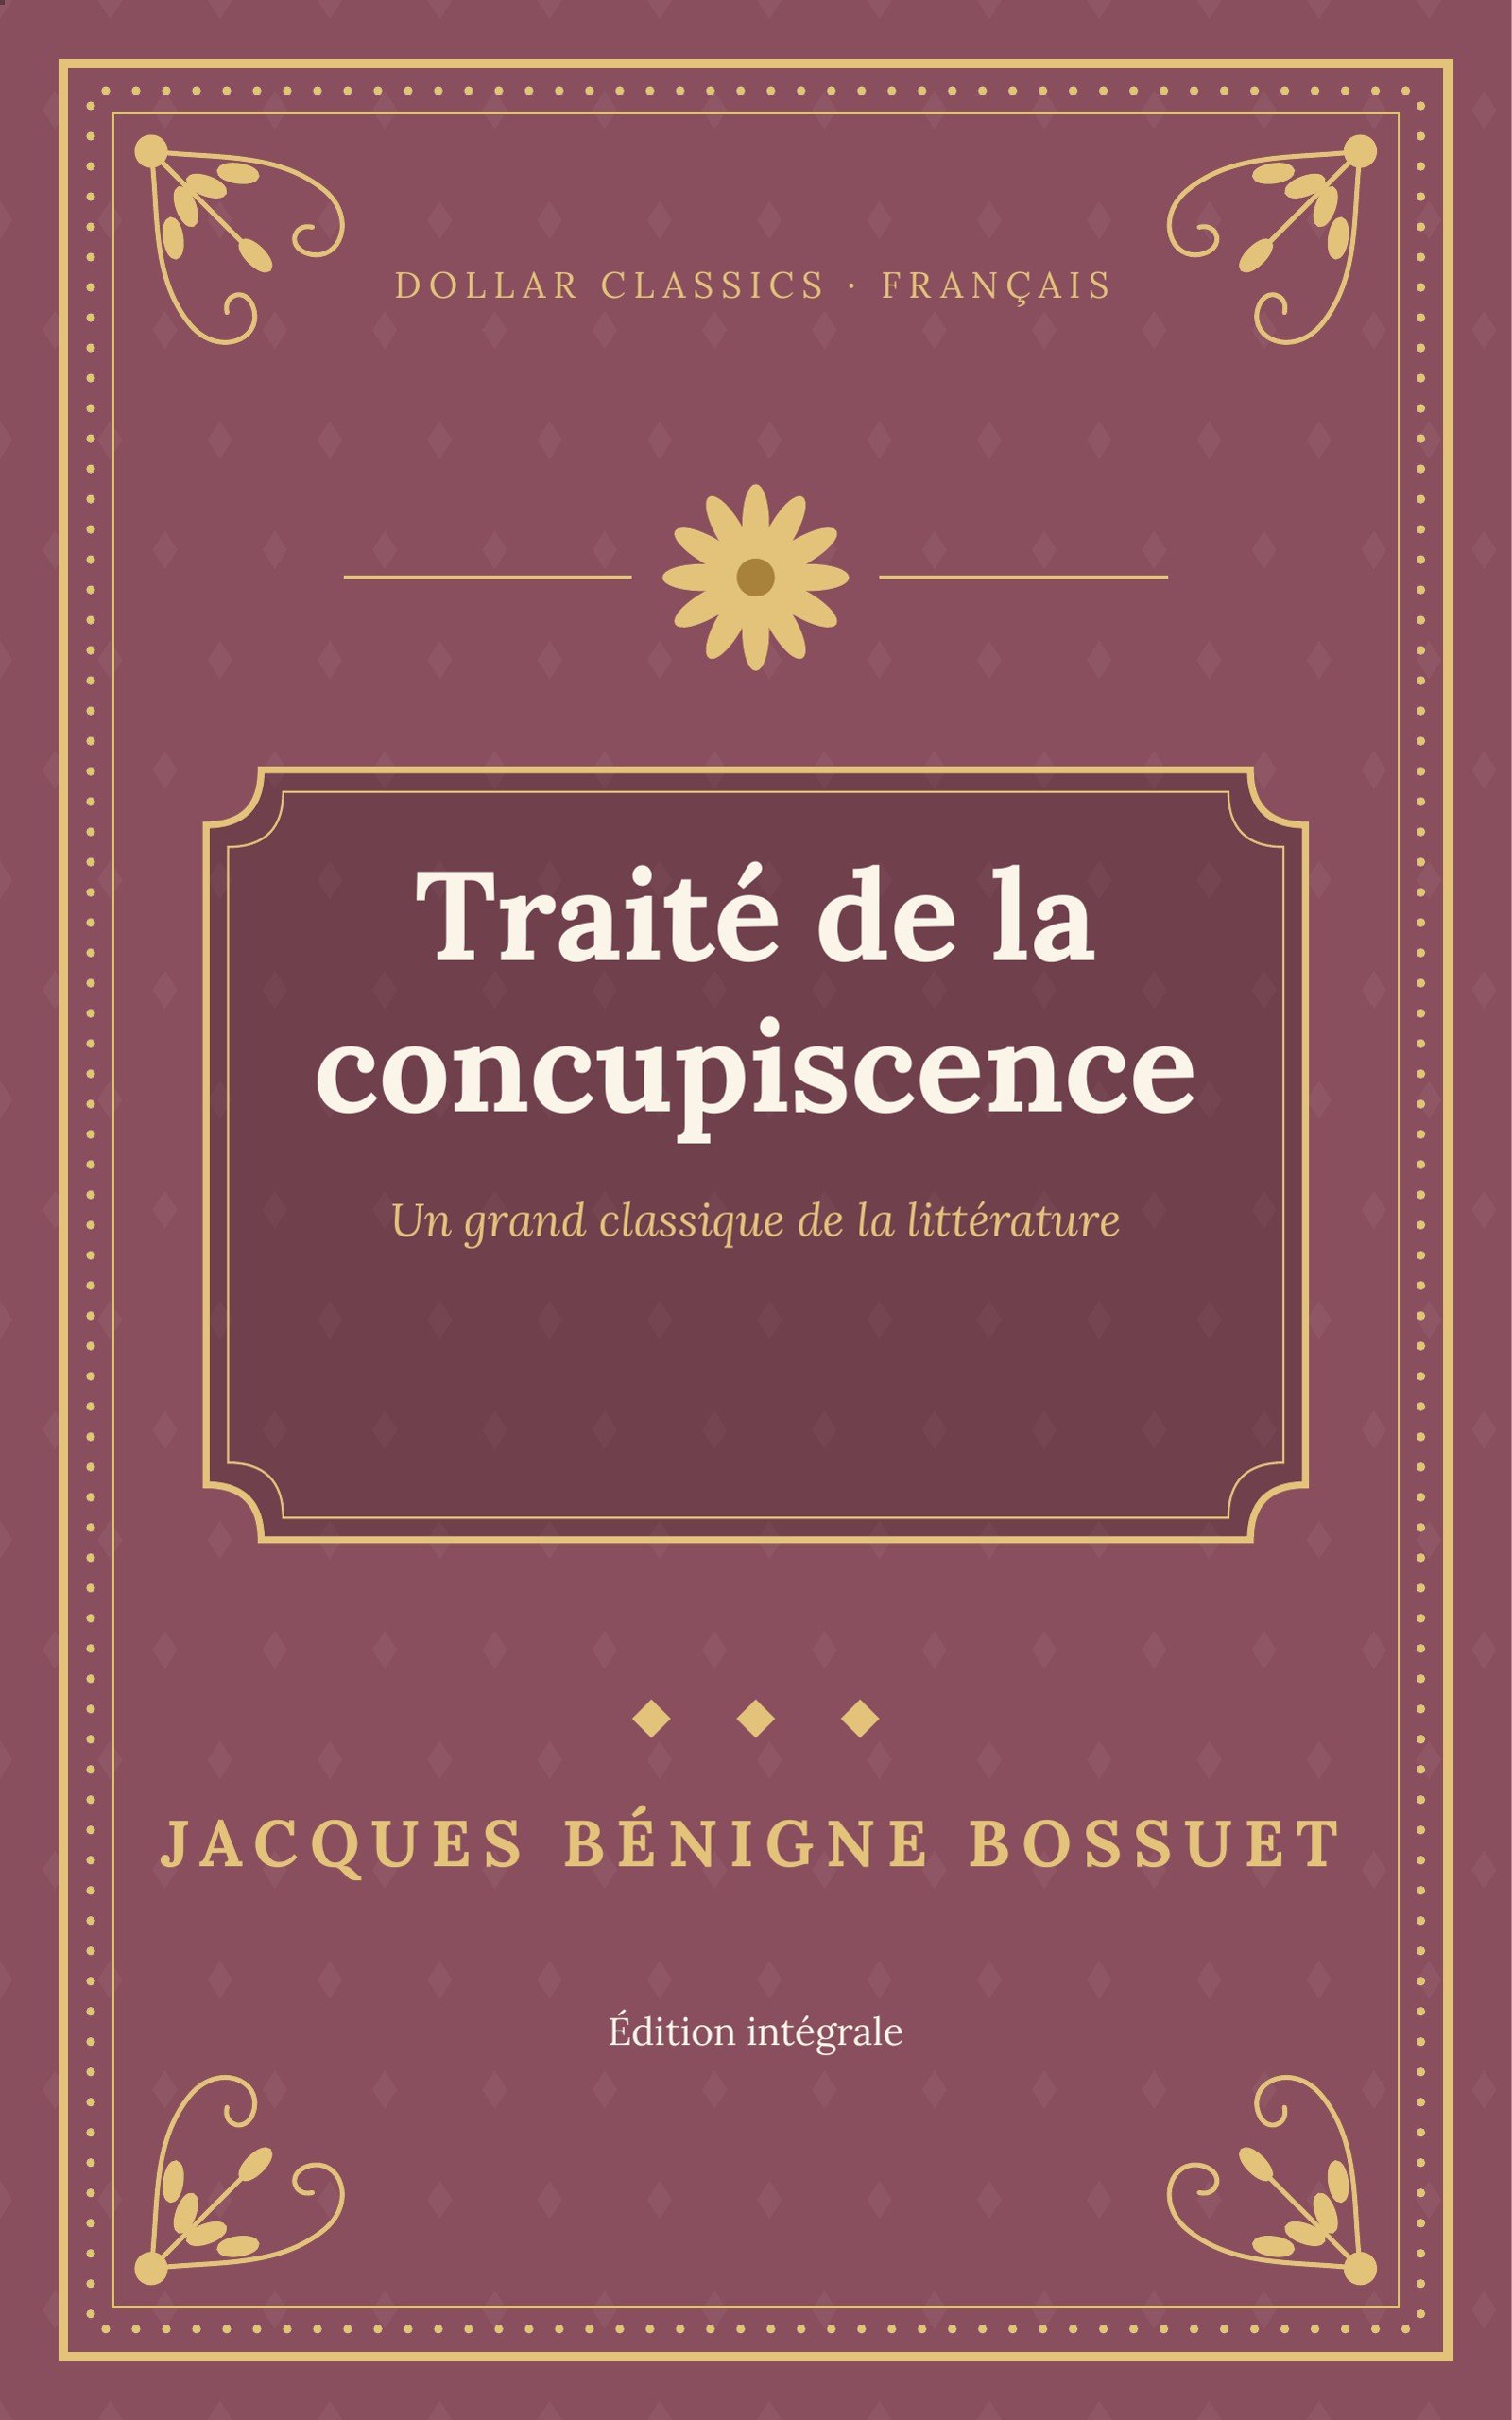 DOLLAR CLASSICS · FRANÇAIS
Traité de la
concupiscence
Un grand classique de la littérature
JACQUES BÉNIGNE BOSSUET
Édition intégrale